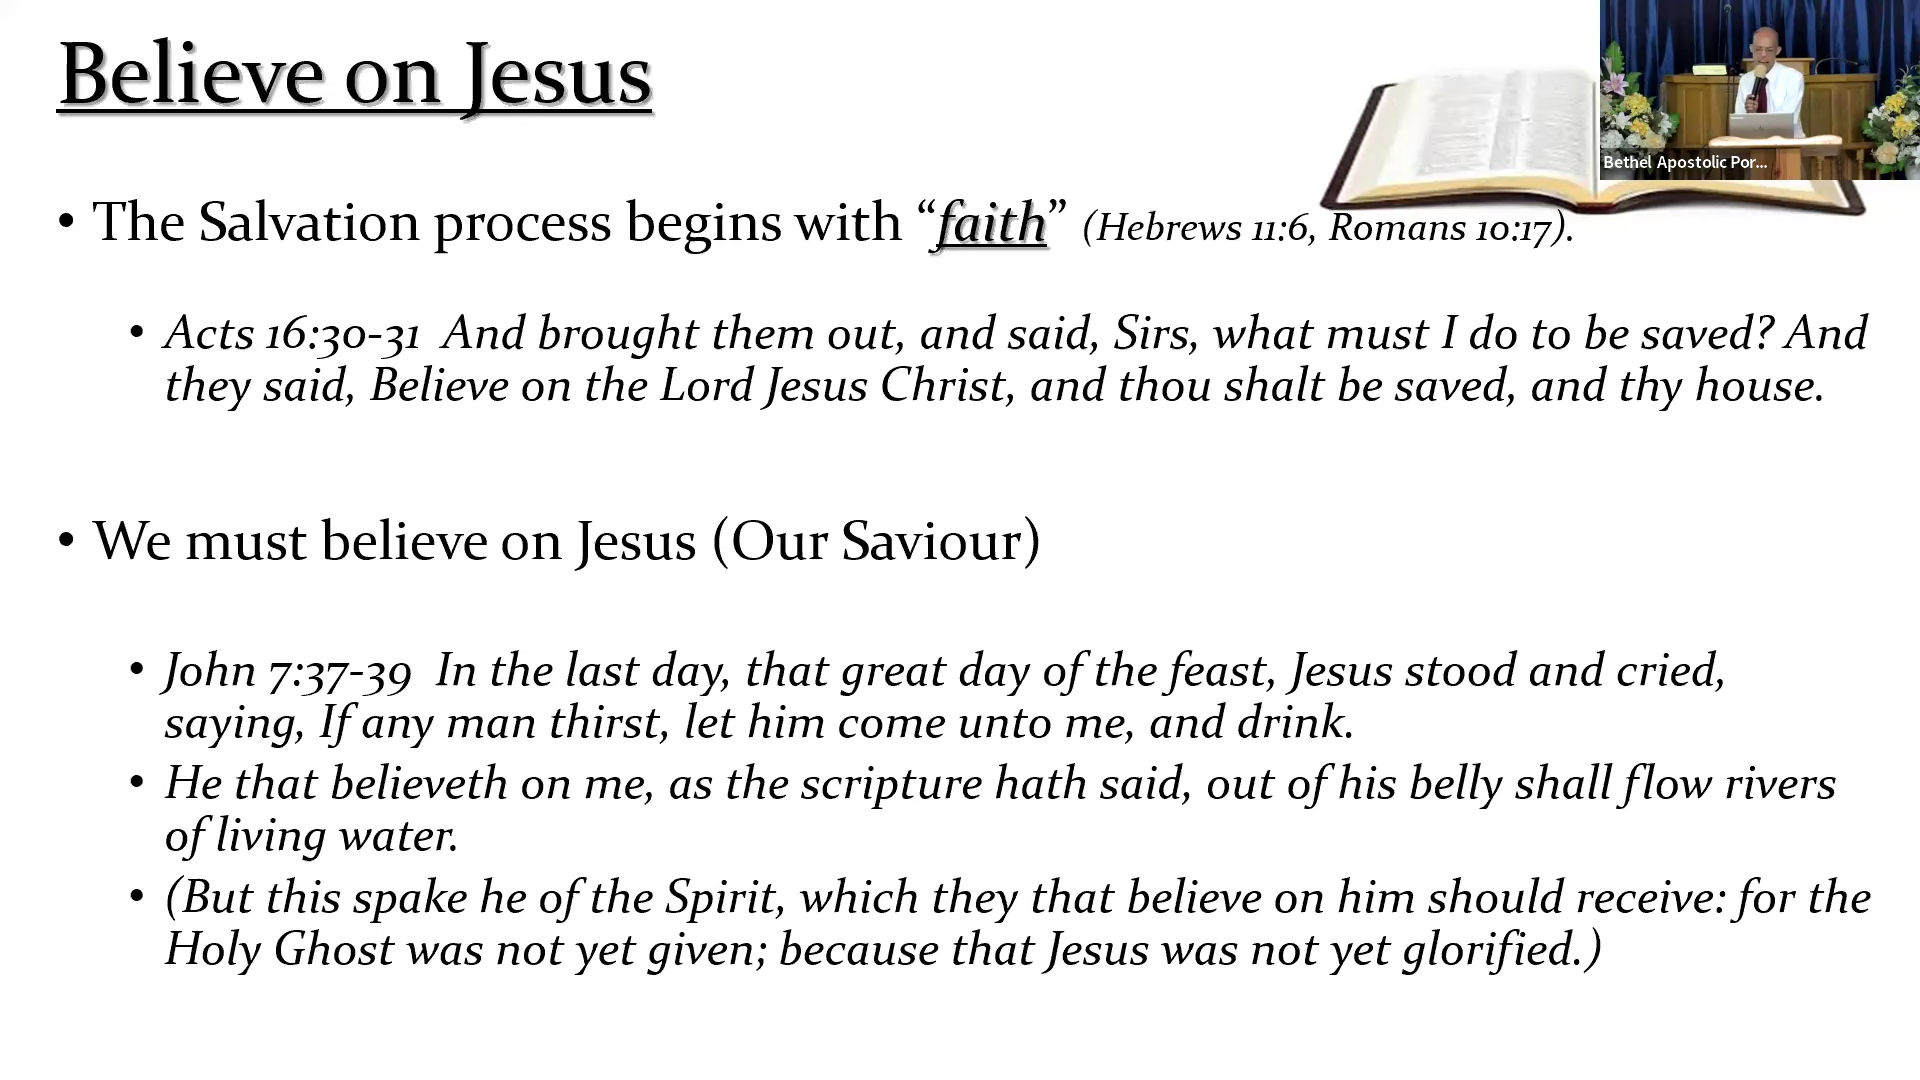 Believe on Jesus
Bethel Apostolic Por...
• The Salvation process begins with “faith” (Hebrews 11:6, Romans 10:17).
• Acts 16:30-31 And brought them out, and said, Sirs, what must I do to be saved? And
they said, Believe on the Lord Jesus Christ, and thou shalt be saved, and thy house.
• We must believe on Jesus (Our Saviour)
• John 7:37-39 In the last day, that great day of the feast, Jesus stood and cried,
saying, If any man thirst, let him come unto me, and drink.
• He that believeth on me, as the scripture hath said, out of his belly shall flow rivers
of living water.
• (But this spake he of the Spirit, which they that believe on him should receive: for the
Holy Ghost was not yet given; because that Jesus was not yet glorified.)